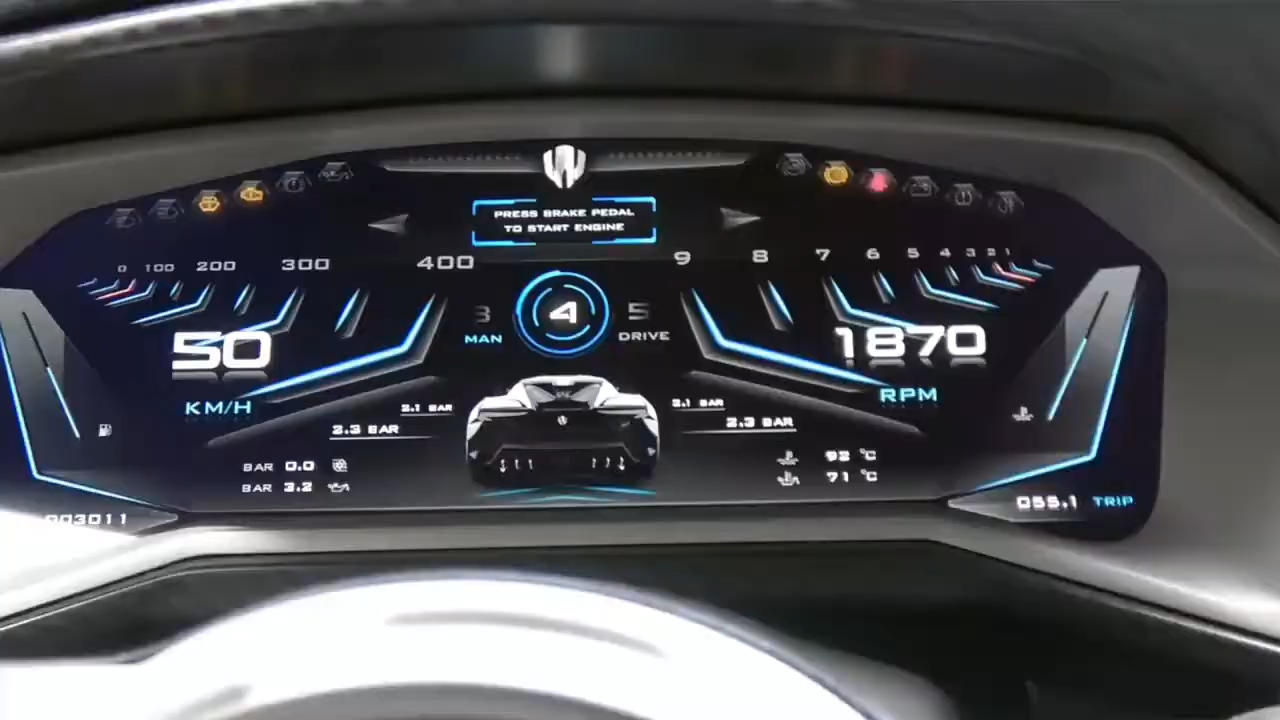 PRESS BRAKE PEDAL
TO START ENGINE
0 100 200 300 400
9 8 7 6 5 4 3 2 1
3 4 5
MAN DRIVE
50
KM/H
1870
RPM
2.1 BAR
2.3 BAR
2.1 BAR
2.3 BAR
BAR 0.0
BAR 3.2
92 °C
71 °C
003011
055.1 TRIP